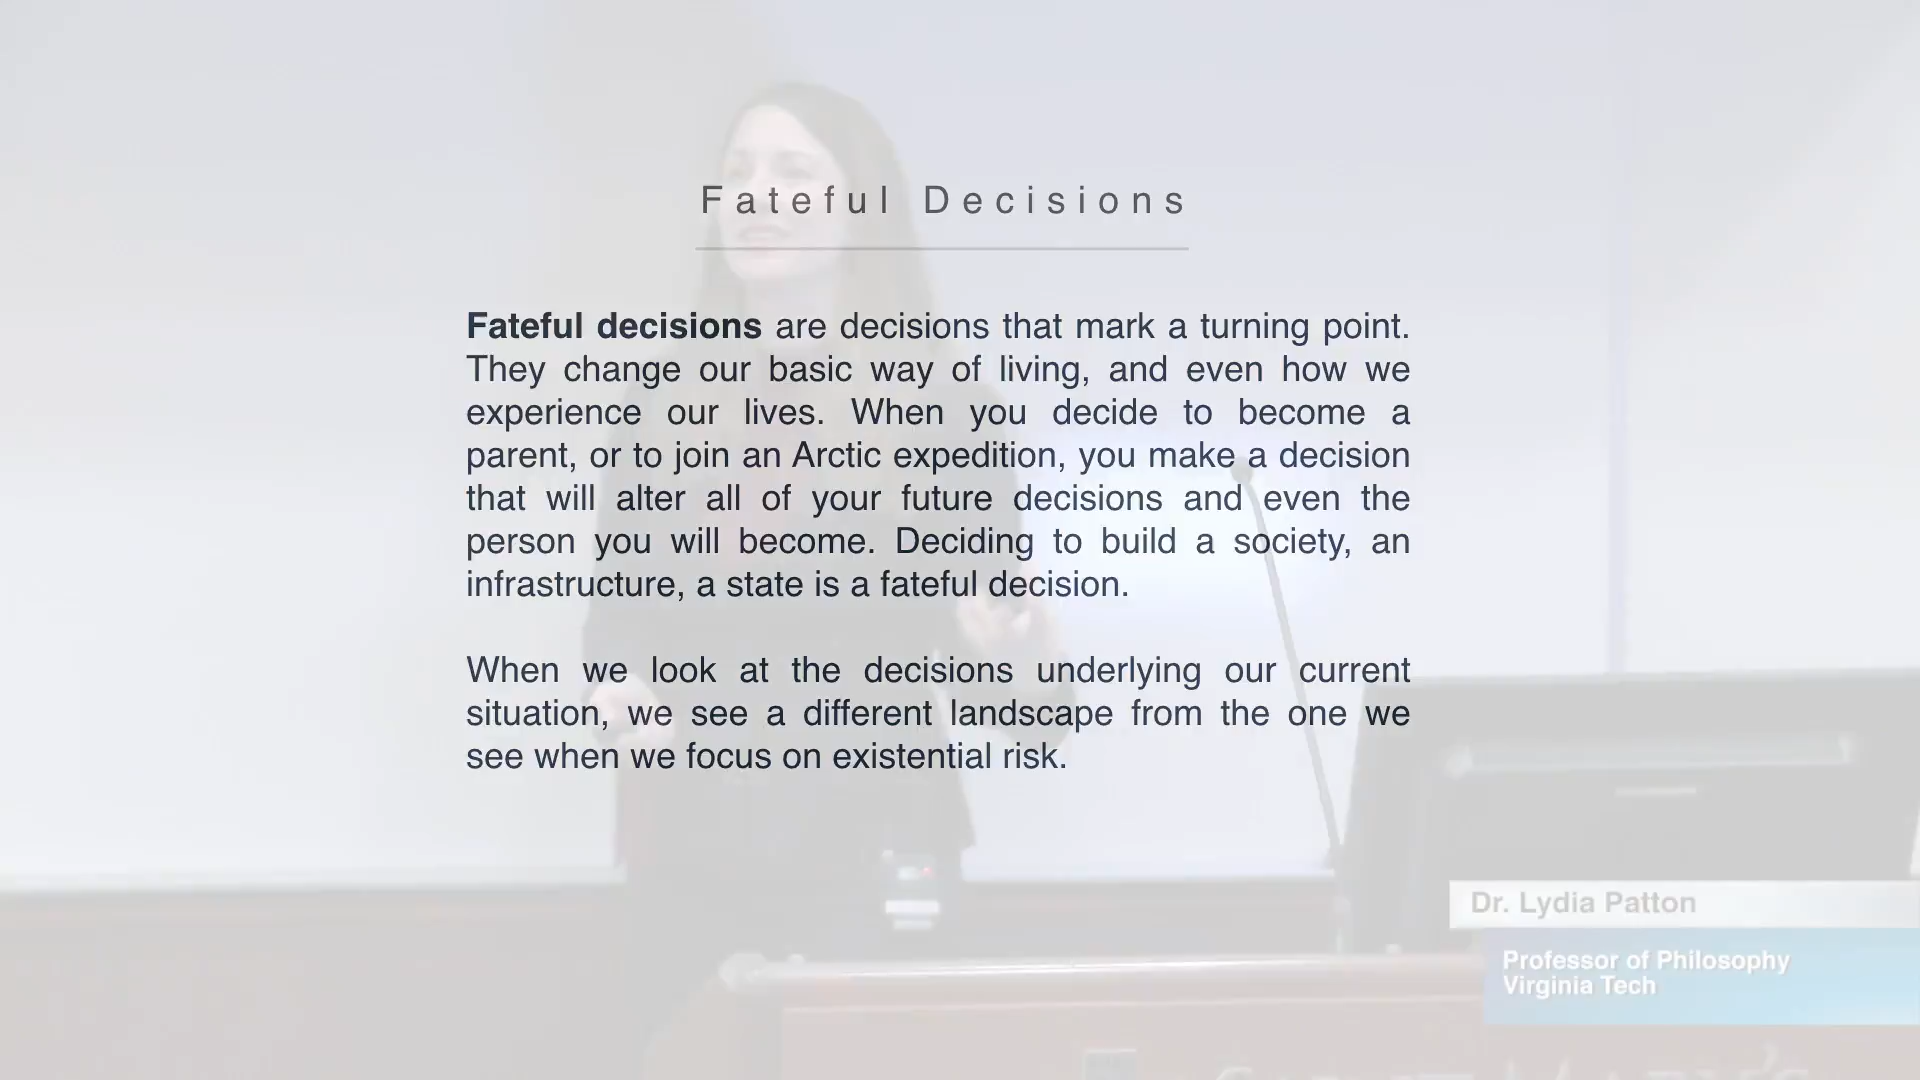 Fateful Decisions
Fateful decisions are decisions that mark a turning point.
They change our basic way of living, and even how we
experience our lives. When you decide to become a
parent, or to join an Arctic expedition, you make a decision
that will alter all of your future decisions and even the
person you will become. Deciding to build a society, an
infrastructure, a state is a fateful decision.
When we look at the decisions underlying our current
situation, we see a different landscape from the one we
see when we focus on existential risk.
Dr. Lydia Patton
Professor of Philosophy
Virginia Tech